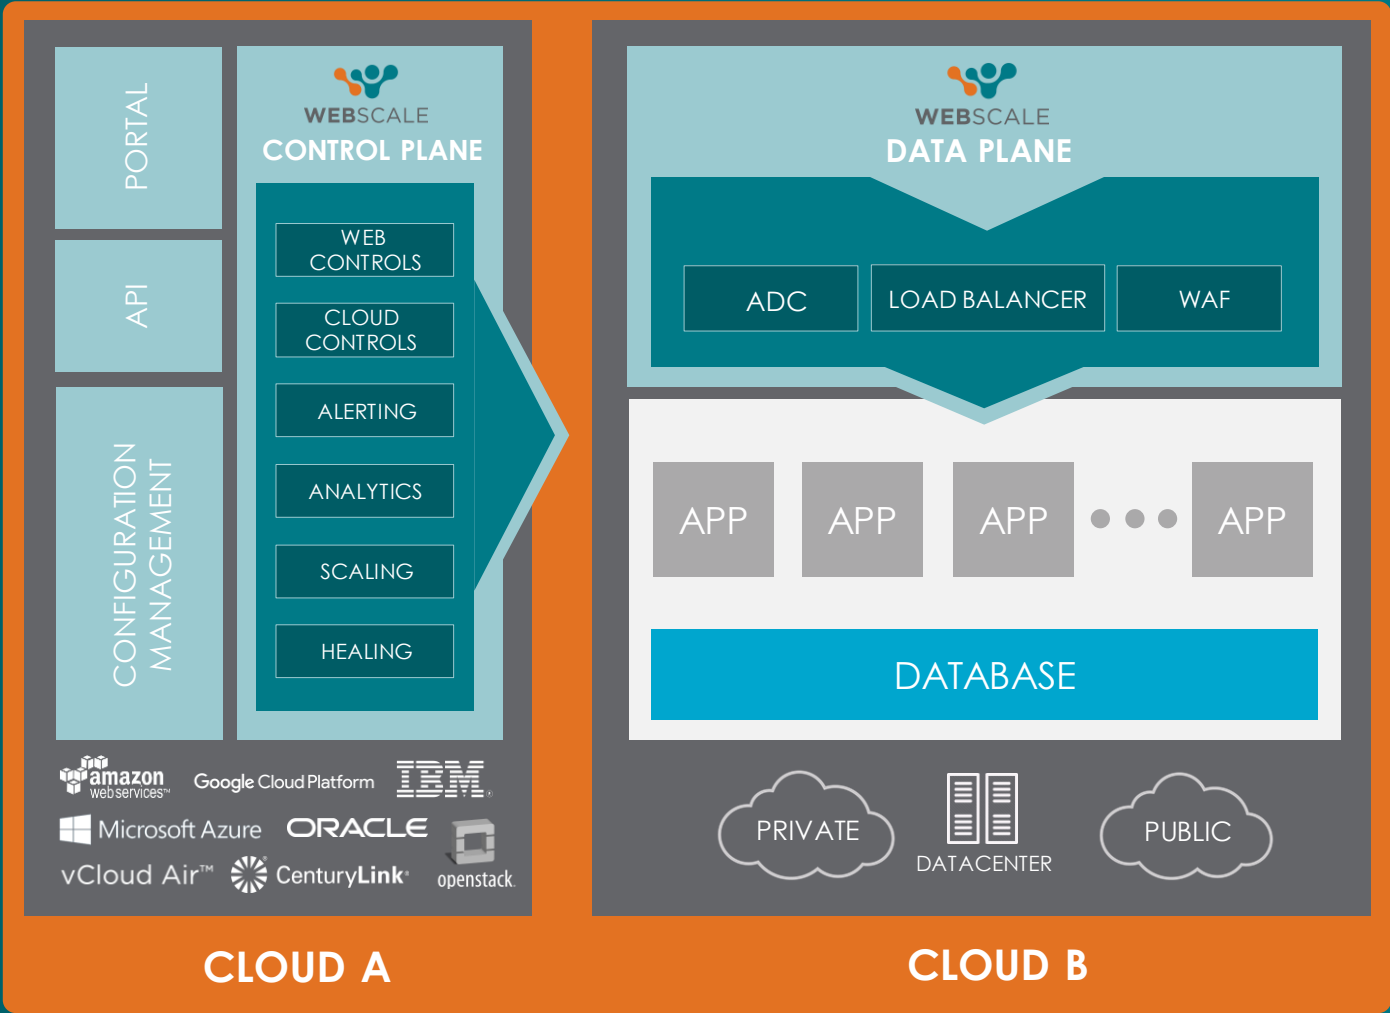 PORTAL
API
CONFIGURATION
MANAGEMENT
WEBSCALE
CONTROL PLANE
WEB
CONTROLS
CLOUD
CONTROLS
ALERTING
ANALYTICS
SCALING
HEALING
amazon
web services™
Google Cloud Platform
IBM®
Microsoft Azure
ORACLE
vCloud Air™
CenturyLink®
openstack.
CLOUD A
WEBSCALE
DATA PLANE
ADC
LOAD BALANCER
WAF
APP
APP
APP
APP
DATABASE
PRIVATE
DATACENTER
PUBLIC
CLOUD B